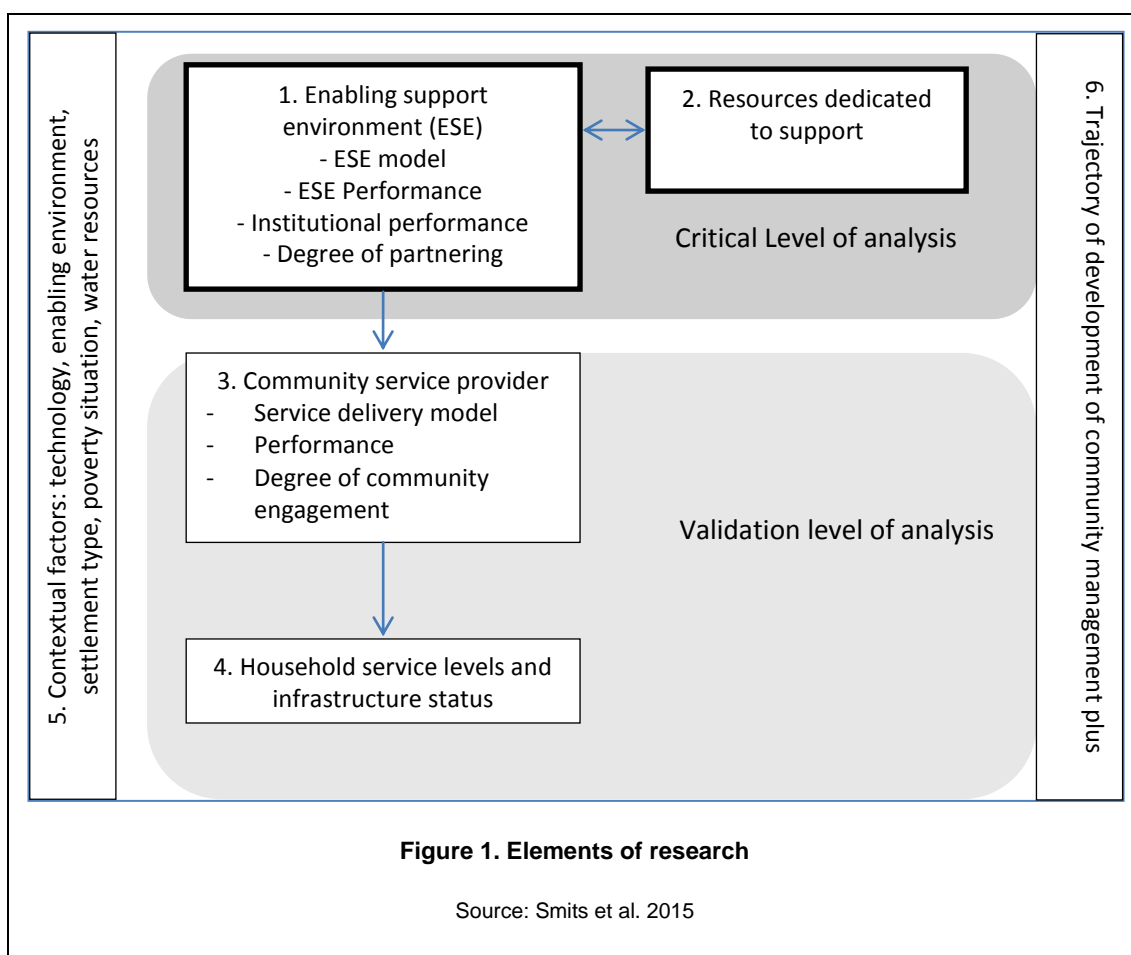 5. Contextual factors: technology, enabling environment,
settlement type, poverty situation, water resources
1. Enabling support
environment (ESE)
- ESE model
- ESE Performance
- Institutional performance
- Degree of partnering
2. Resources dedicated
to support
Critical Level of analysis
3. Community service provider
- Service delivery model
- Performance
- Degree of community
engagement
Validation level of analysis
4. Household service levels and
infrastructure status
6. Trajectory of development of community management plus
Figure 1. Elements of research
Source: Smits et al. 2015